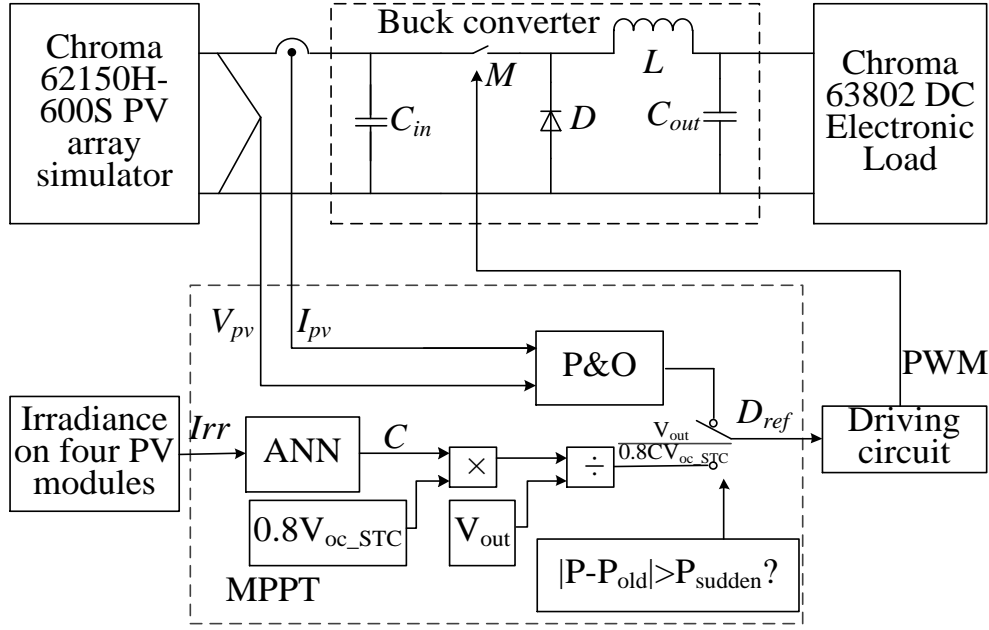 Chroma
62150H-
600S PV
array
simulator
Buck converter
M
L
C_in
D
C_out
Chroma
63802 DC
Electronic
Load
V_pv
I_pv
P&O
PWM
Irradiance
on four PV
modules
Irr
ANN
C
×
÷
V_out
0.8CV_oc_STC
D_ref
Driving
circuit
0.8V_oc_STC
V_out
|P-P_old|>P_sudden?
MPPT